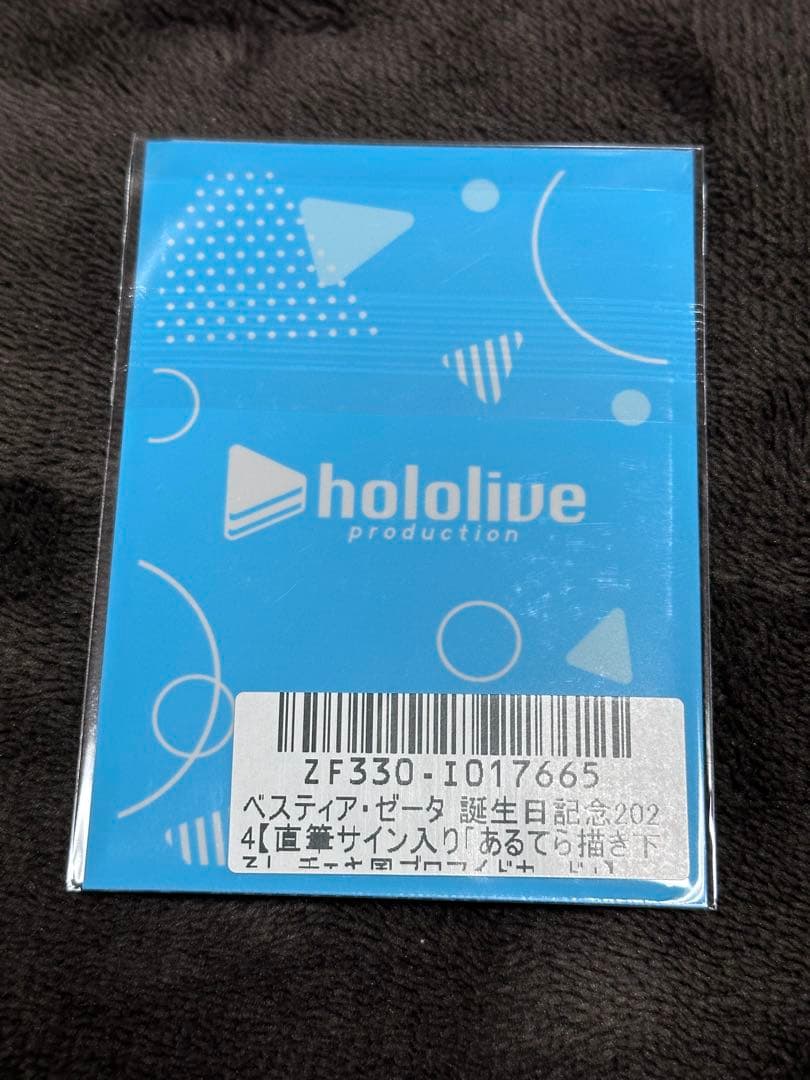 hololive
production
ZF330-I017665
ベスティア・ゼータ 誕生日記念202
4【直筆サイン入り「あるてら描き下